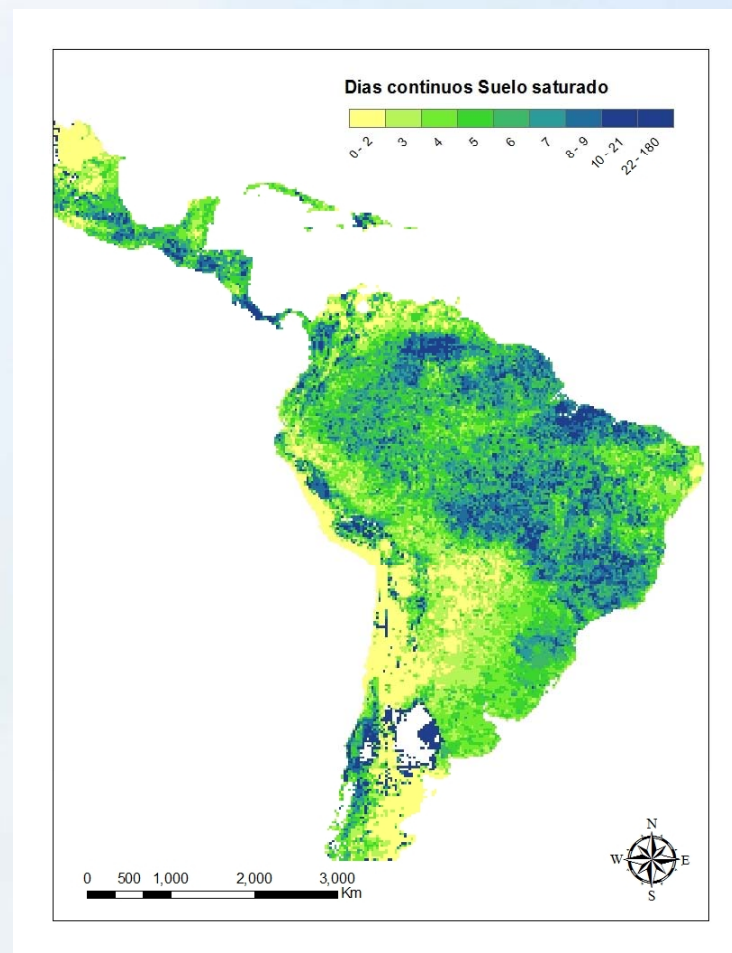 Dias continuos Suelo saturado
0 - 2 3 4 5 6 7 8 - 9 10 - 21 22 - 180
N
W E
S
0 500 1,000 2,000 3,000
Km